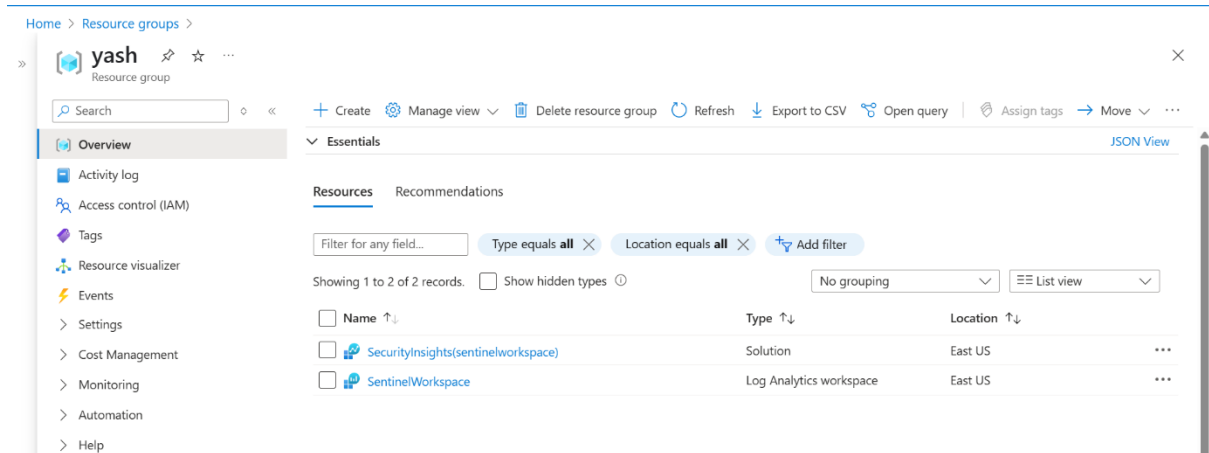 Home > Resource groups >
yash
Resource group
Search
Overview
Activity log
Access control (IAM)
Tags
Resource visualizer
Events
Settings
Cost Management
Monitoring
Automation
Help
Create Manage view Delete resource group Refresh Export to CSV Open query Assign tags Move
Essentials JSON View
Resources Recommendations
Filter for any field... Type equals all Location equals all Add filter
Showing 1 to 2 of 2 records. Show hidden types No grouping List view
Name Type Location
SecurityInsights(sentinelworkspace) Solution East US
SentinelWorkspace Log Analytics workspace East US